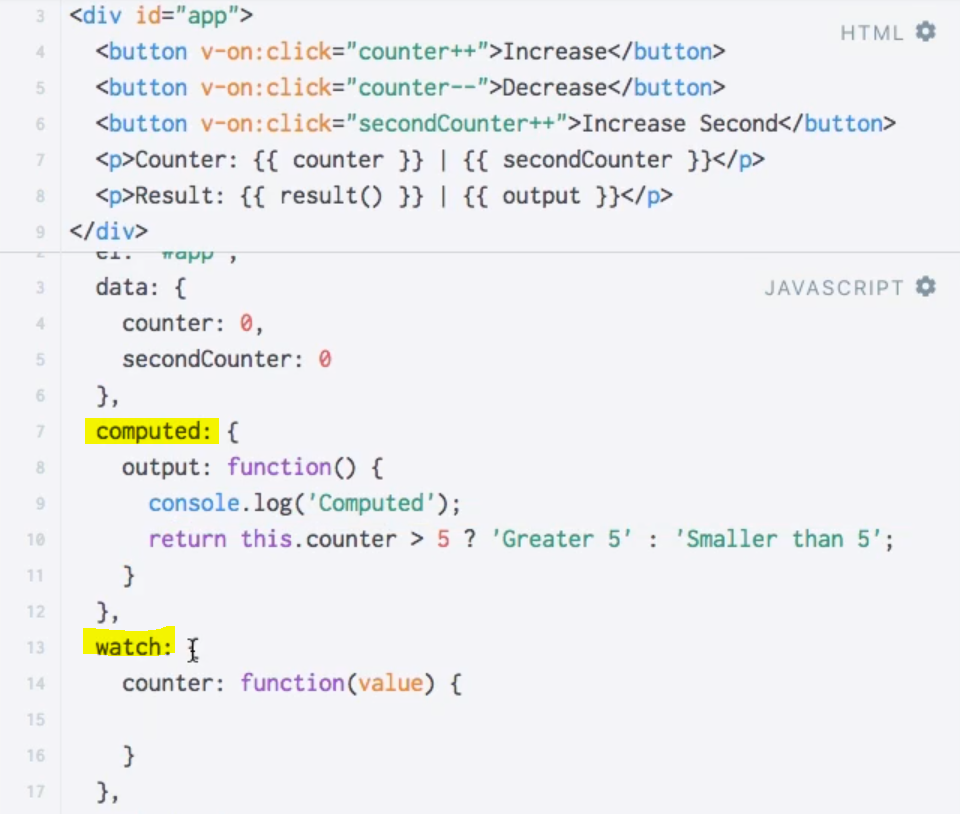 3 <div id="app">
HTML
4 <button v-on:click="counter++">Increase</button>
5 <button v-on:click="counter--">Decrease</button>
6 <button v-on:click="secondCounter++">Increase Second</button>
7 <p>Counter: {{ counter }} | {{ secondCounter }}</p>
8 <p>Result: {{ result() }} | {{ output }}</p>
9 </div>
2 el: '#app',
3 data: {
JAVASCRIPT
4 counter: 0,
5 secondCounter: 0
6 },
7 computed: {
8 output: function() {
9 console.log('Computed');
10 return this.counter > 5 ? 'Greater 5' : 'Smaller than 5';
11 }
12 },
13 watch: {
14 counter: function(value) {
15
16 }
17 },